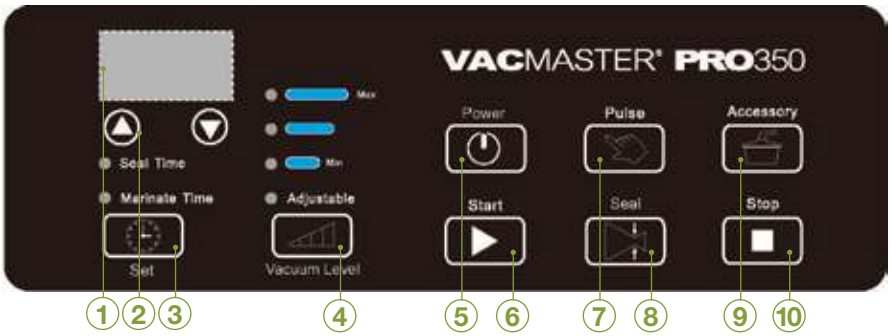 VACMASTER® PRO350
Max
Min
Seal Time
Marinate Time
Adjustable
Set
Vacuum Level
Power
Pulse
Accessory
Start
Seal
Stop
1
2
3
4
5
6
7
8
9
10